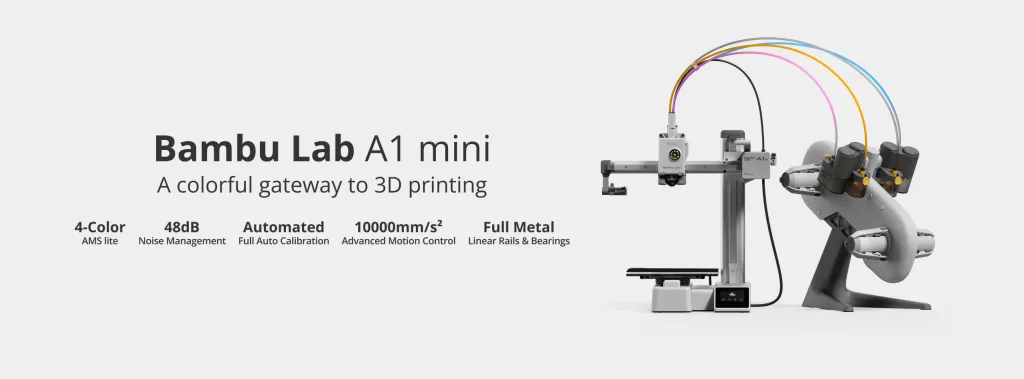 Bambu Lab A1 mini
A colorful gateway to 3D printing
4-Color 48dB Automated 10000mm/s² Full Metal
AMS lite Noise Management Full Auto Calibration Advanced Motion Control Linear Rails & Bearings
A1